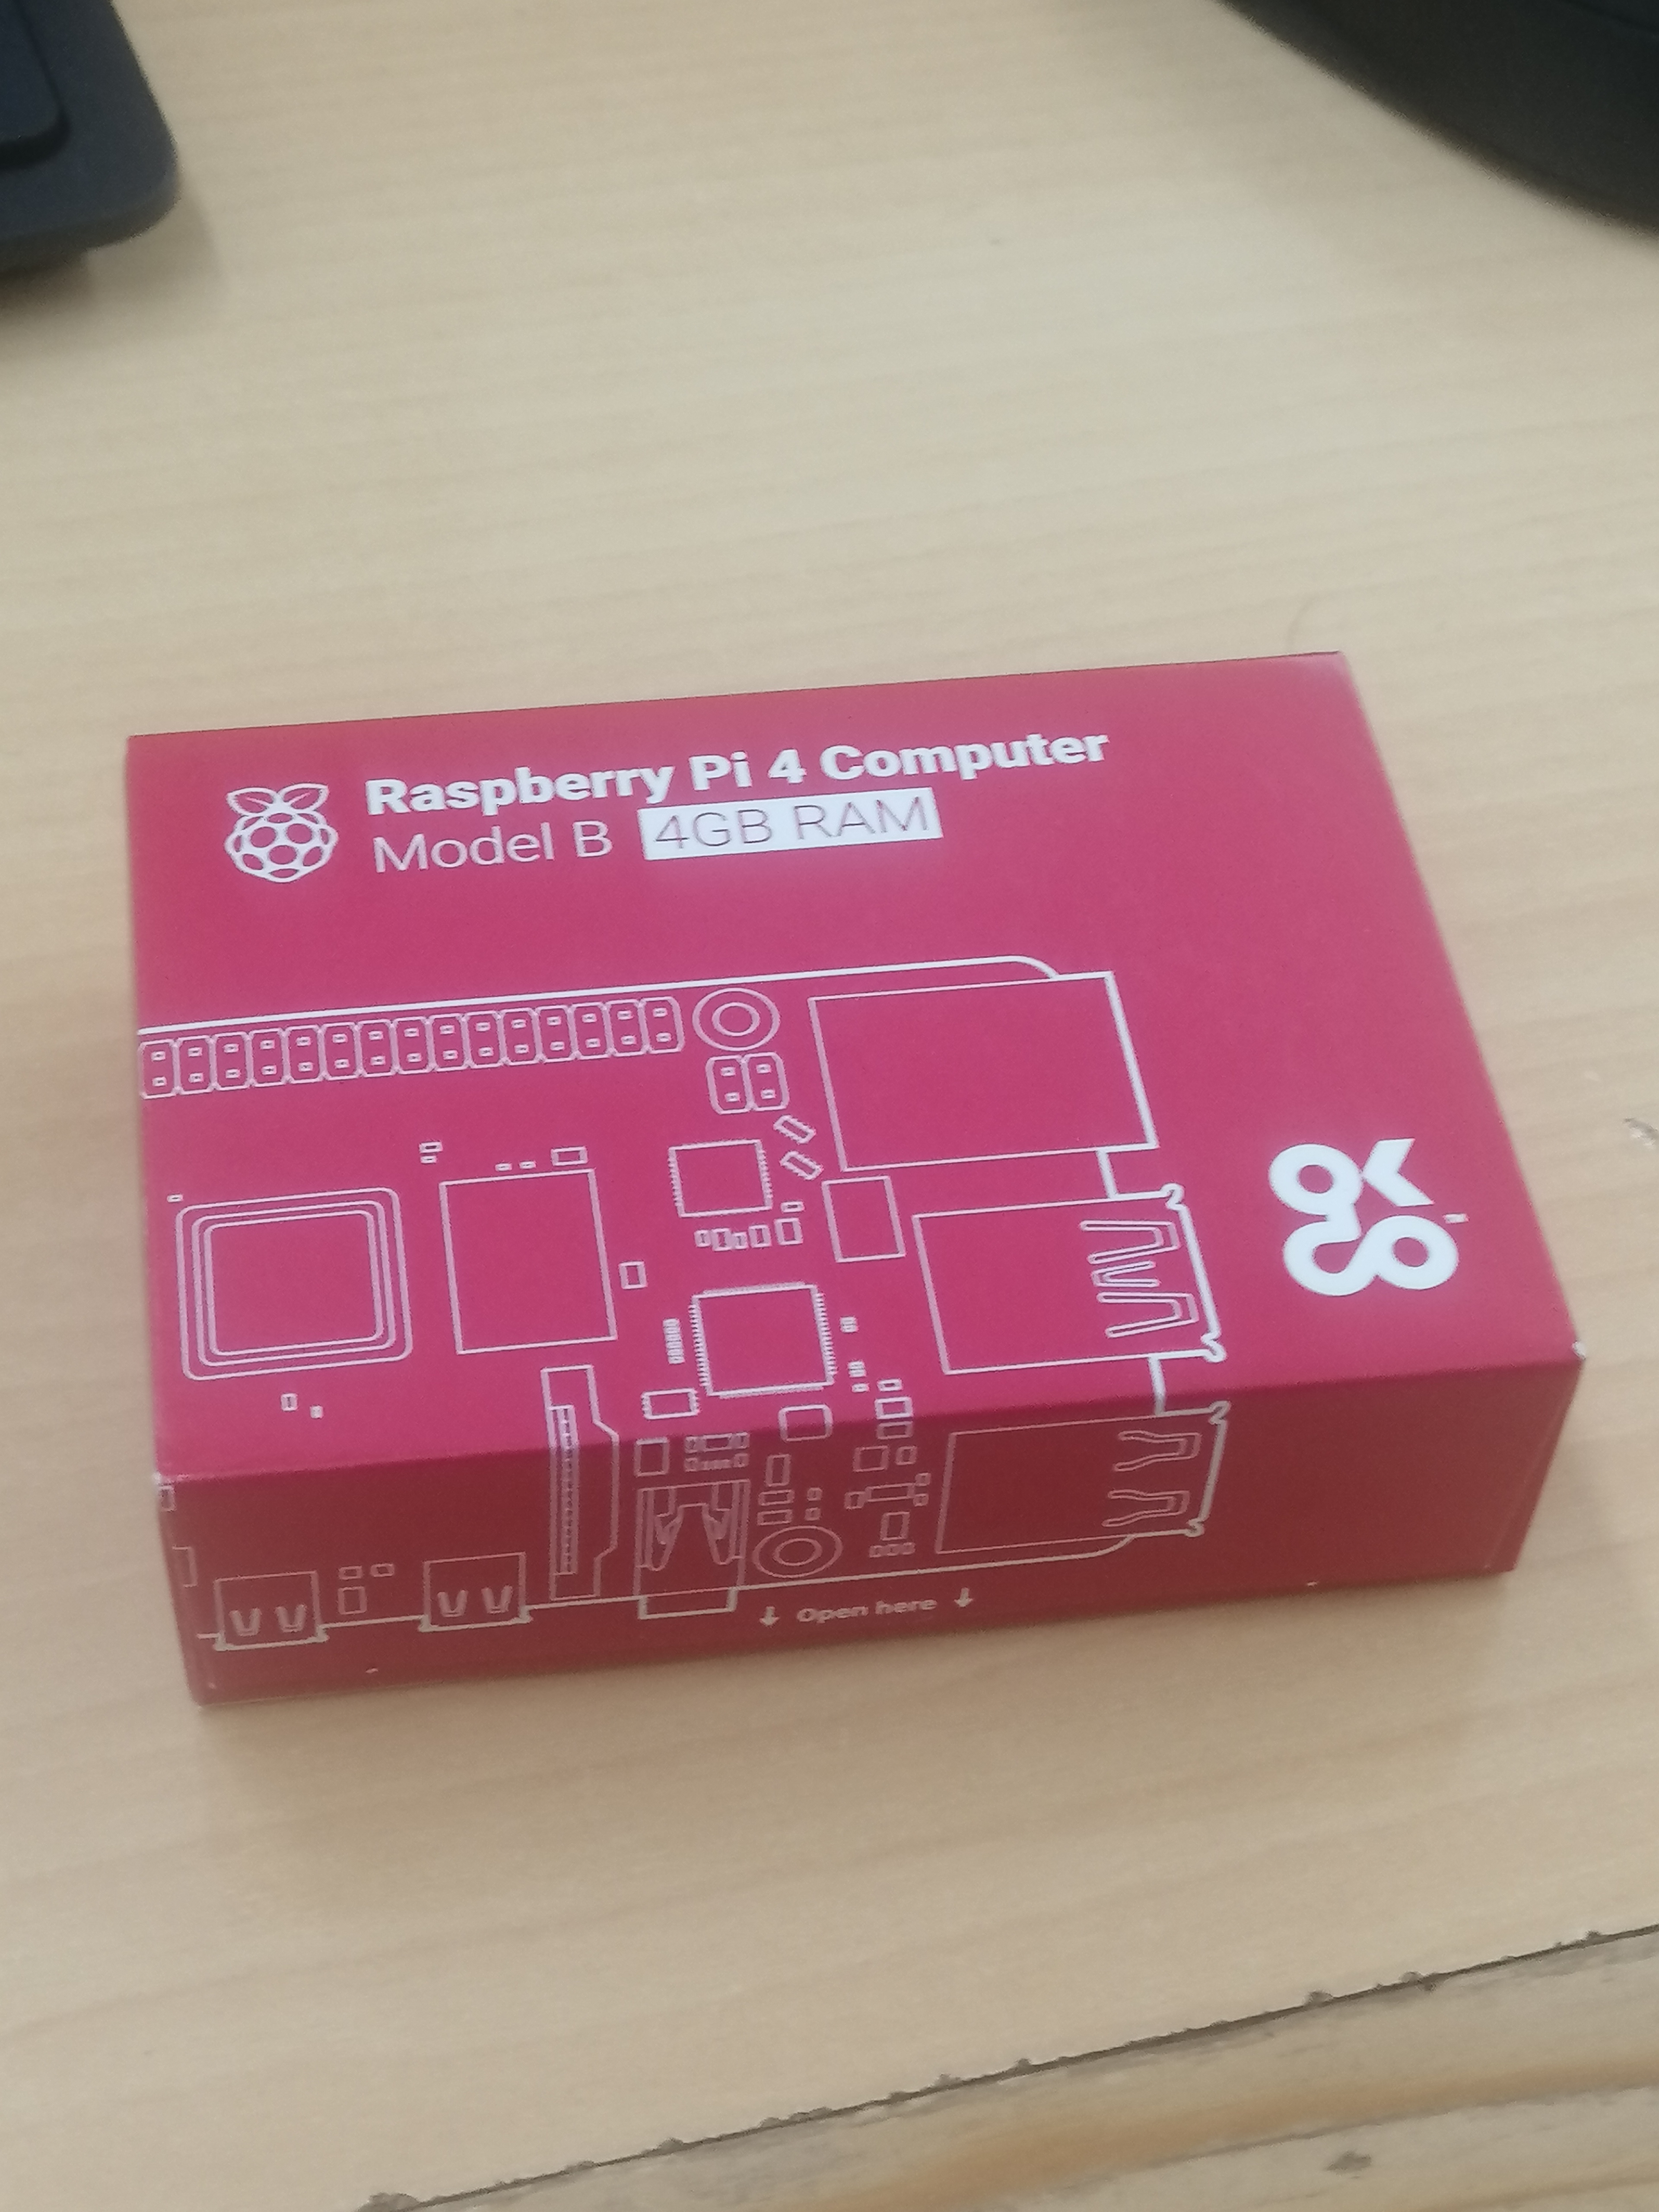 Raspberry Pi 4 Computer
Model B 4GB RAM
↓ Open here ↓